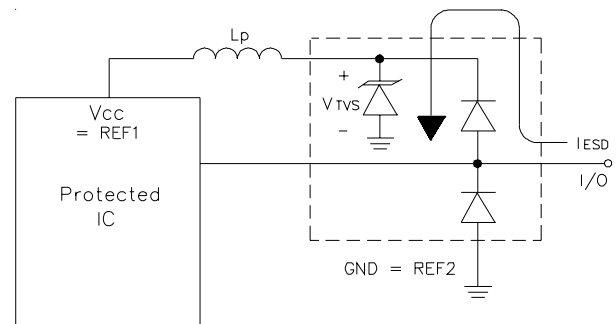 Lp
+
VTVS
-
VCC
= REF1
Protected
IC
IESD
I/O
GND = REF2